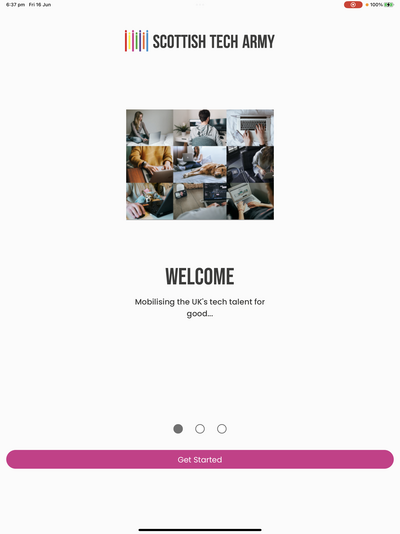 6:37 pm Fri 16 Jun
100%
SCOTTISH TECH ARMY
WELCOME
Mobilising the UK's tech talent for
good...
Get Started